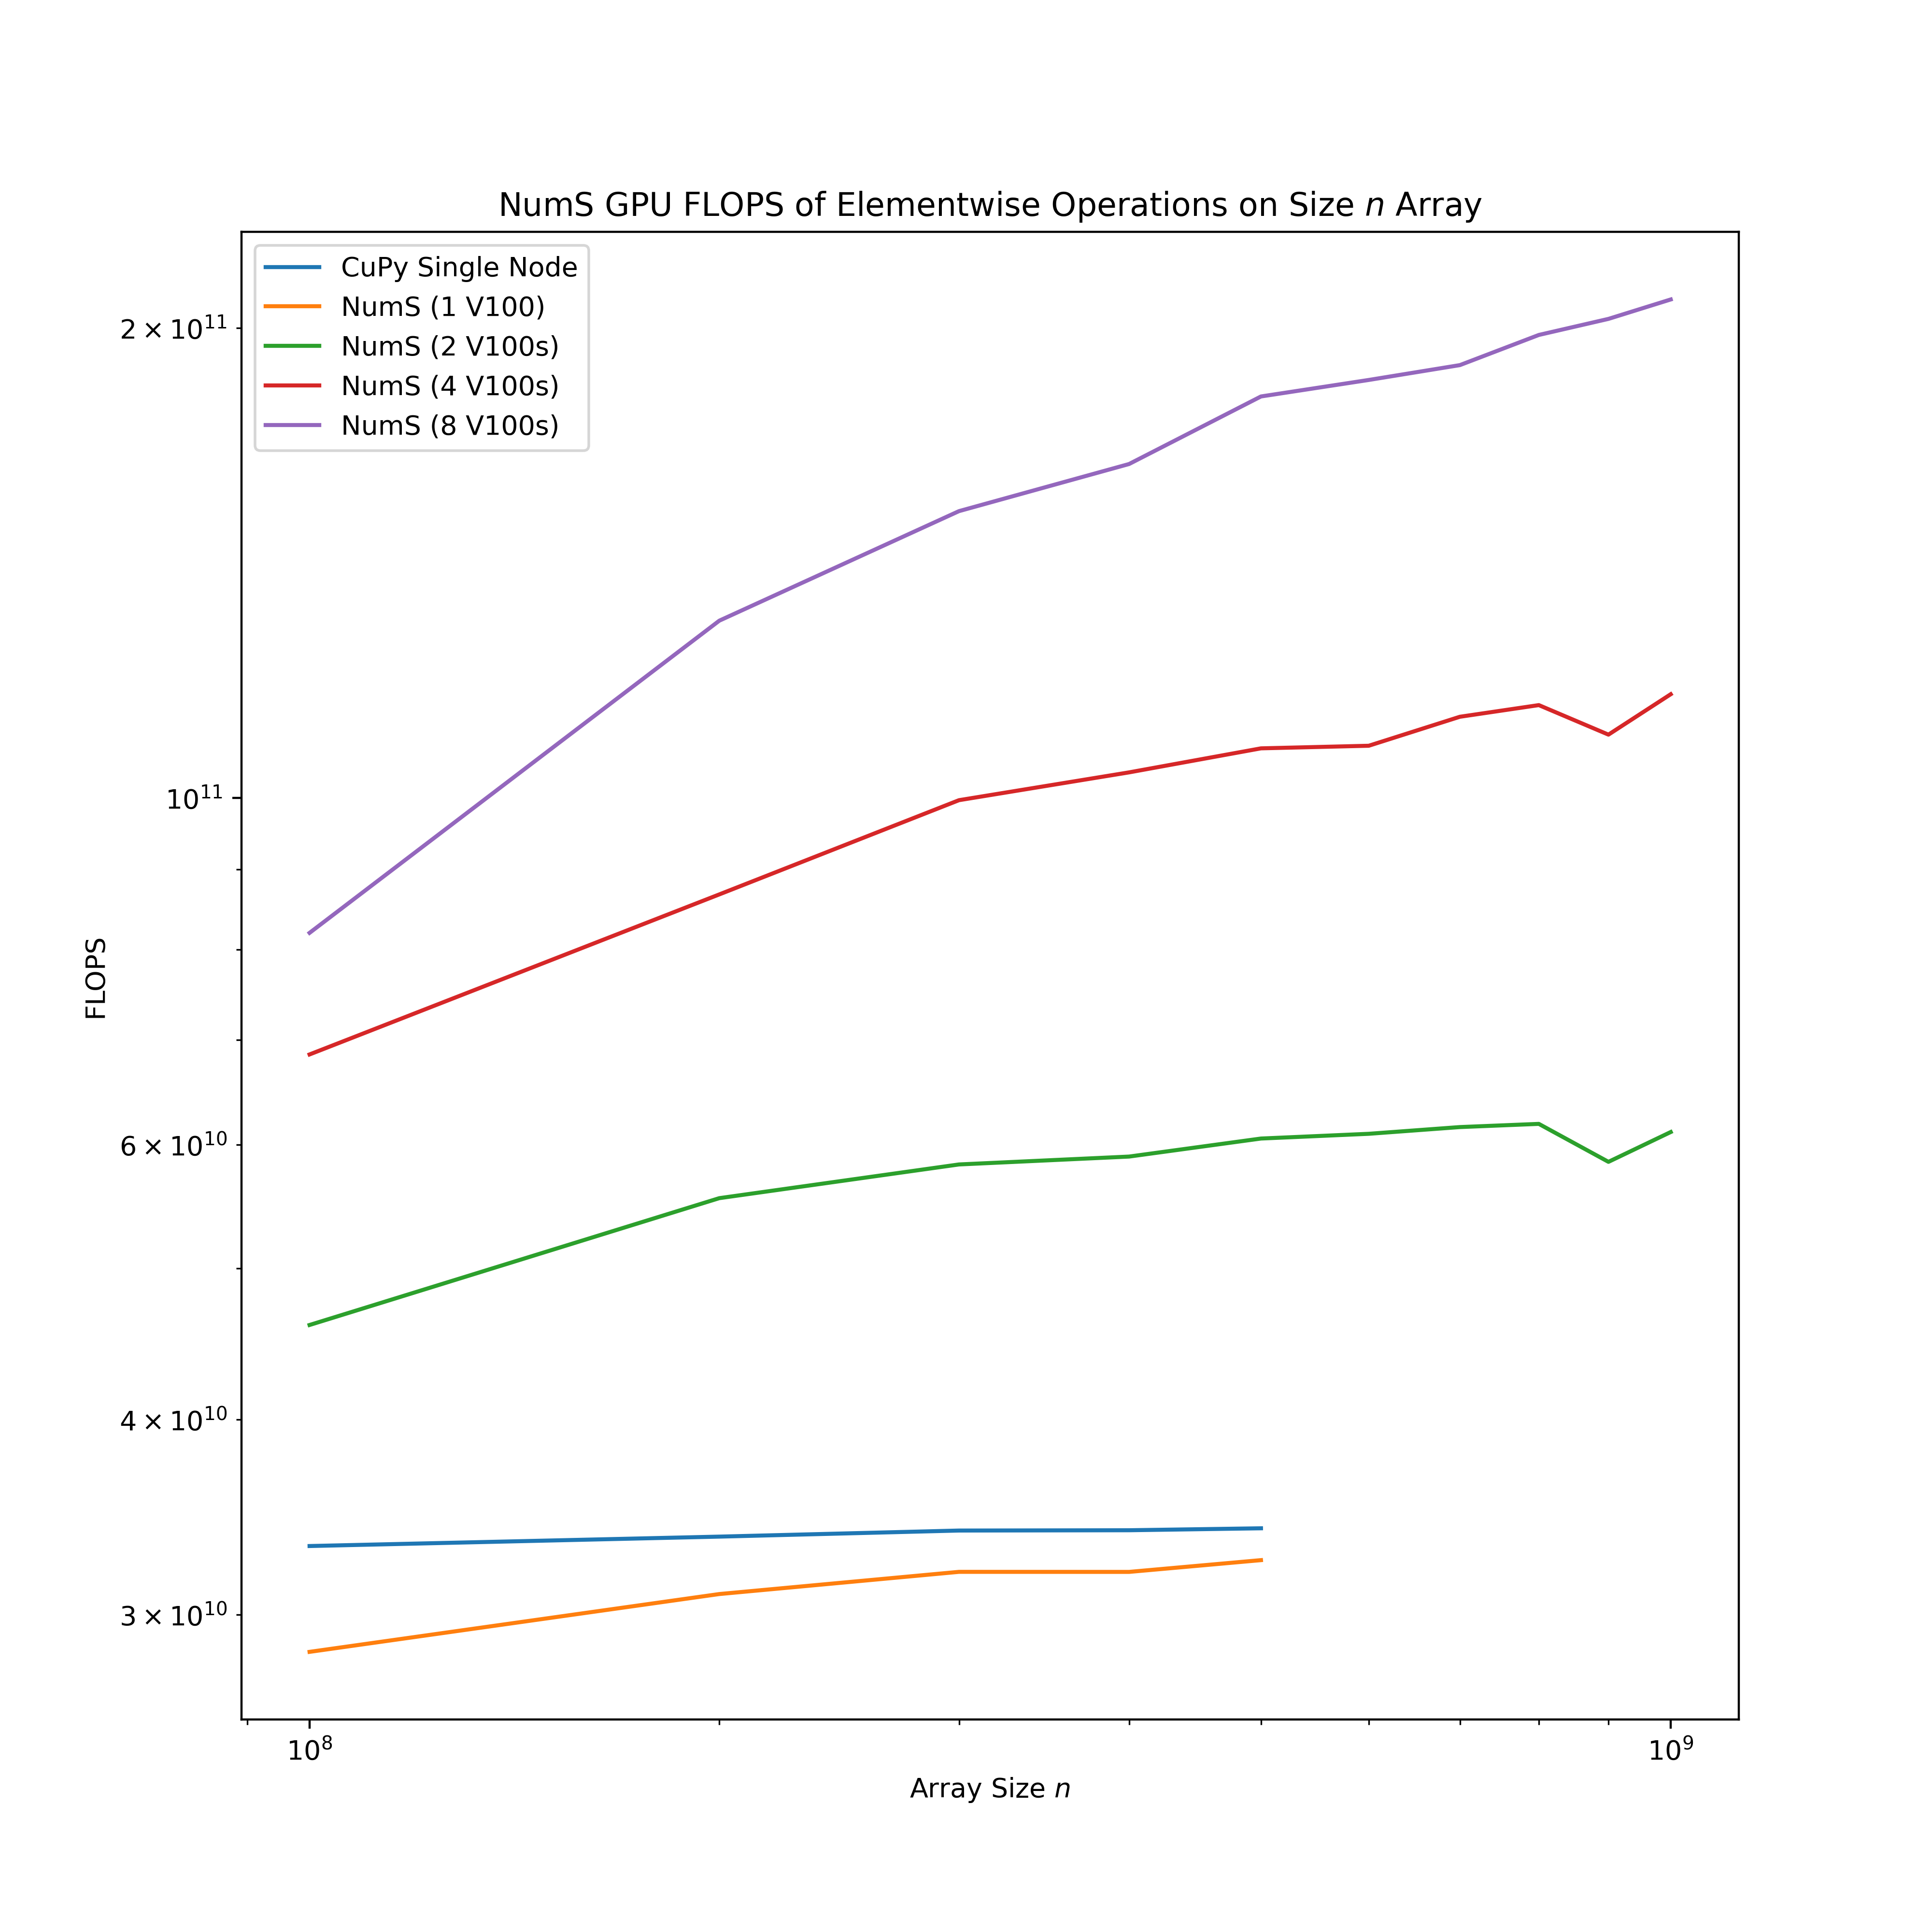 NumS GPU FLOPS of Elementwise Operations on Size n Array
CuPy Single Node
NumS (1 V100)
NumS (2 V100s)
NumS (4 V100s)
NumS (8 V100s)
2 × 10¹¹
10¹¹
6 × 10¹⁰
4 × 10¹⁰
3 × 10¹⁰
FLOPS
10⁸
10⁹
Array Size n